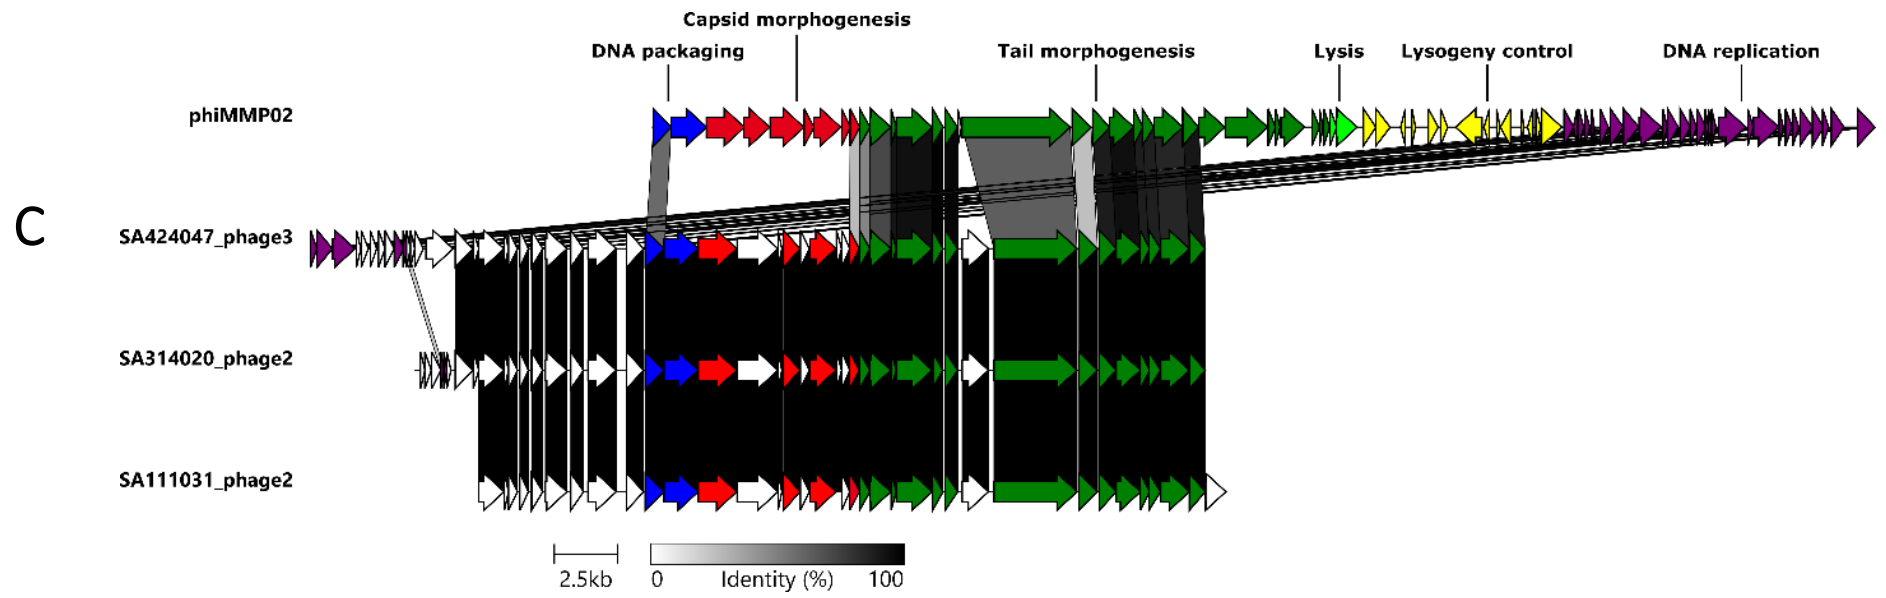 Capsid morphogenesis
DNA packaging
Tail morphogenesis
Lysis
Lysogeny control
DNA replication
phiMMP02
C
SA424047_phage3
SA314020_phage2
SA111031_phage2
2.5kb
0 Identity (%) 100